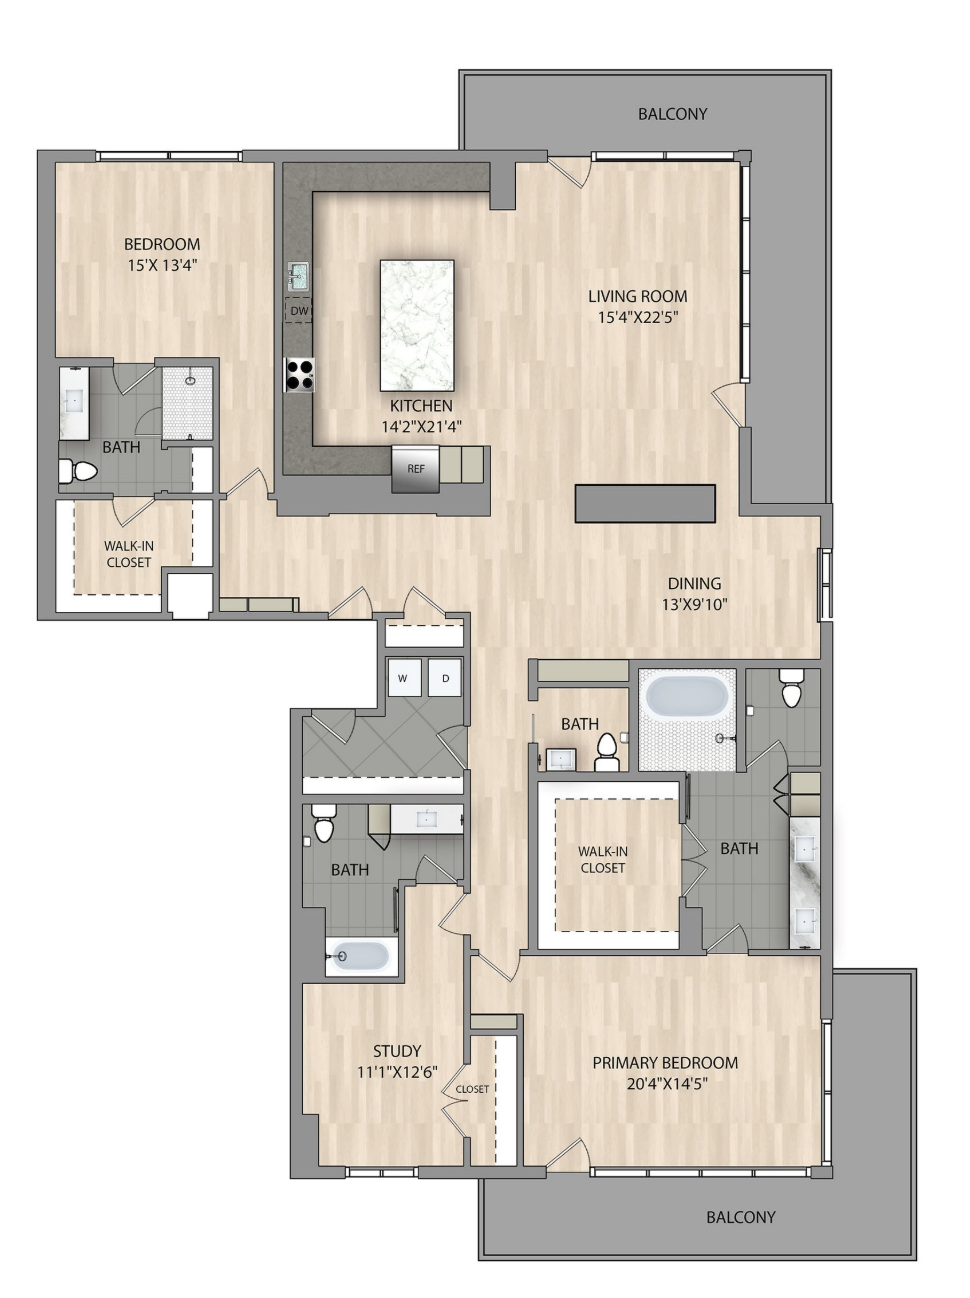 BALCONY
BEDROOM
15'X 13'4"
LIVING ROOM
15'4"X22'5"
DW
KITCHEN
14'2"X21'4"
REF
BATH
WALK-IN
CLOSET
DINING
13'X9'10"
W
D
BATH
BATH
WALK-IN
CLOSET
BATH
STUDY
11'1"X12'6"
CLOSET
PRIMARY BEDROOM
20'4"X14'5"
BALCONY